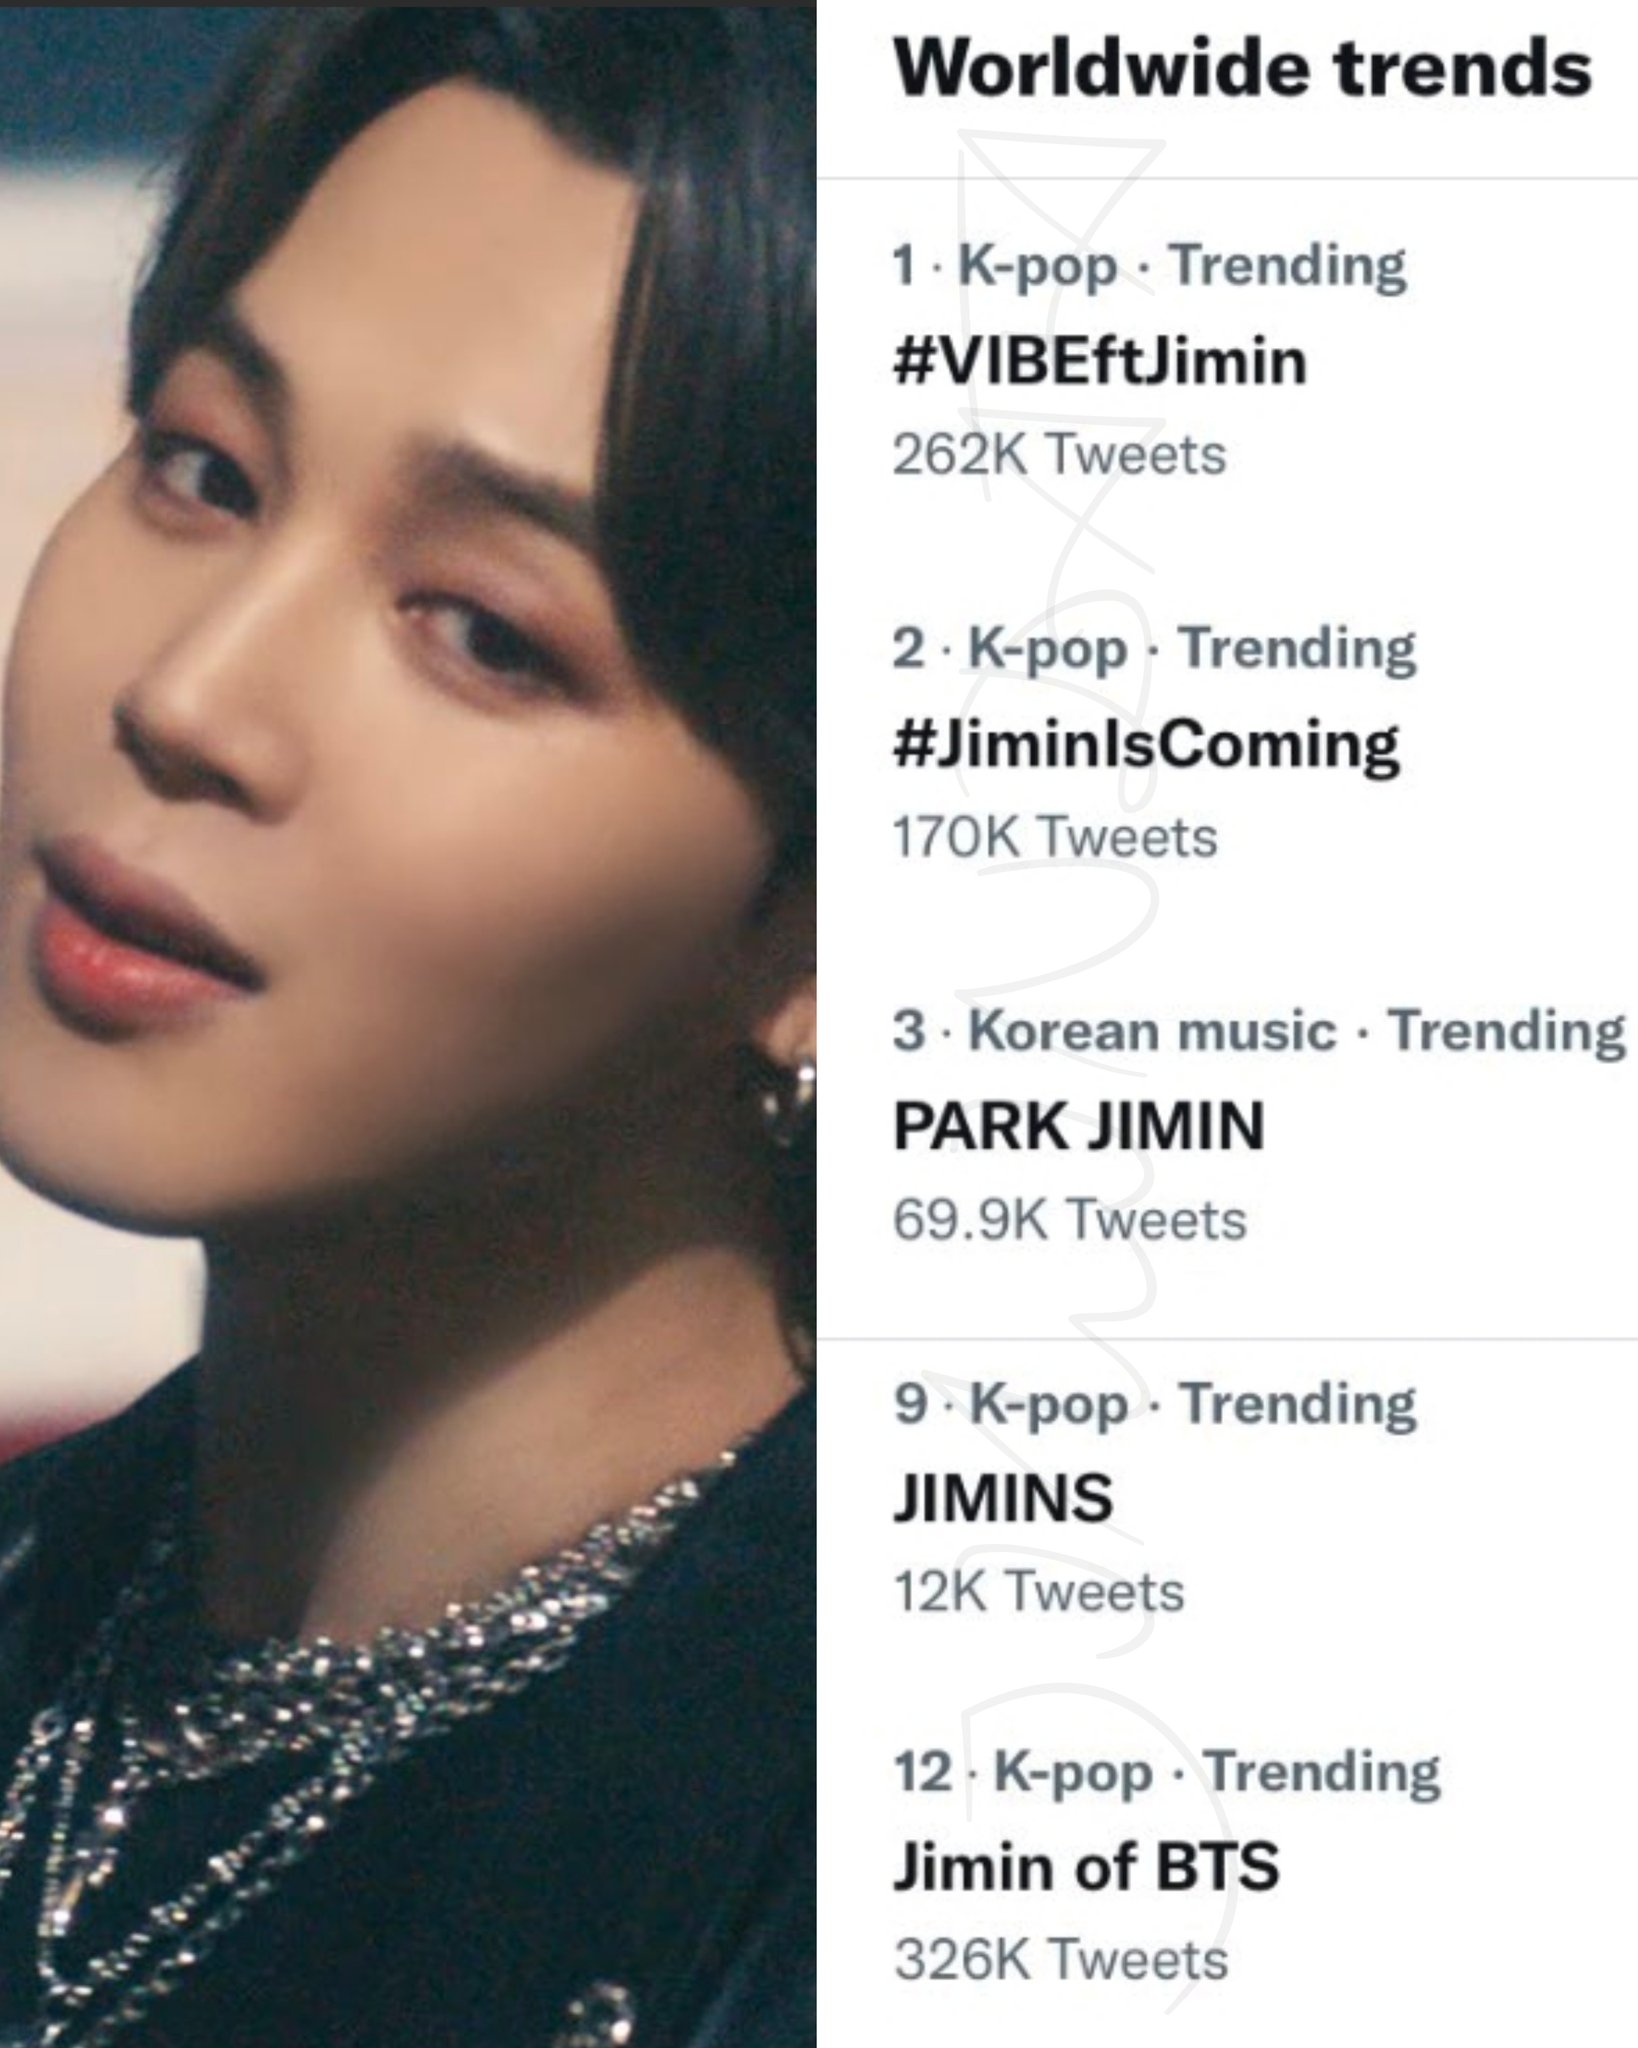 Worldwide trends
1 · K-pop · Trending
#VIBEftJimin
262K Tweets
2 · K-pop · Trending
#JiminIsComing
170K Tweets
3 · Korean music · Trending
PARK JIMIN
69.9K Tweets
9 · K-pop · Trending
JIMINS
12K Tweets
12 · K-pop · Trending
Jimin of BTS
326K Tweets